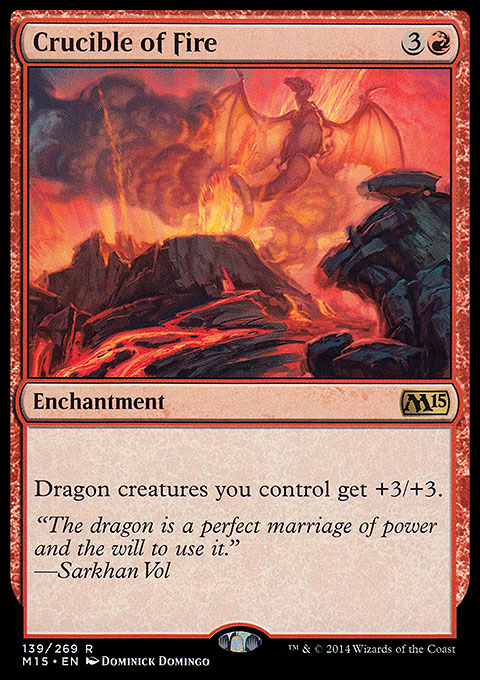 Crucible of Fire 3
Enchantment M15
Dragon creatures you control get +3/+3.
“The dragon is a perfect marriage of power
and the will to use it.”
—Sarkhan Vol
139/269 R ™ & © 2014 Wizards of the Coast
M15 • EN Dominick Domingo